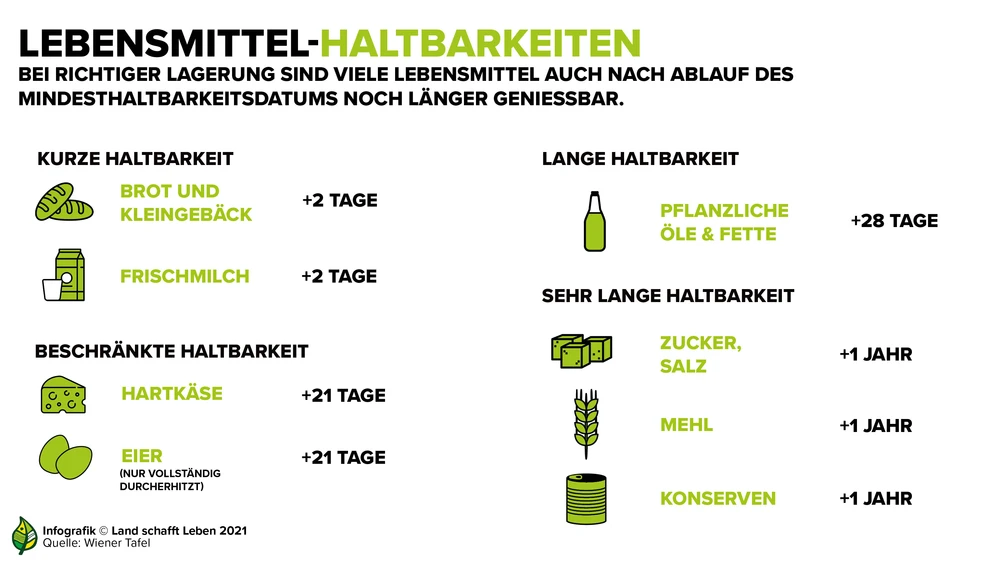 LEBENSMITTEL-HALTBARKEITEN
BEI RICHTIGER LAGERUNG SIND VIELE LEBENSMITTEL AUCH NACH ABLAUF DES
MINDESTHALTBARKEITSDATUMS NOCH LÄNGER GENIESSBAR.
KURZE HALTBARKEIT
BROT UND
KLEINGEBÄCK
+2 TAGE
FRISCHMILCH
+2 TAGE
BESCHRÄNKTE HALTBARKEIT
HARTKÄSE
+21 TAGE
EIER
(NUR VOLLSTÄNDIG
DURCHERHITZT)
+21 TAGE
LANGE HALTBARKEIT
PFLANZLICHE
ÖLE & FETTE
+28 TAGE
SEHR LANGE HALTBARKEIT
ZUCKER,
SALZ
+1 JAHR
MEHL
+1 JAHR
KONSERVEN
+1 JAHR
Infografik © Land schafft Leben 2021
Quelle: Wiener Tafel